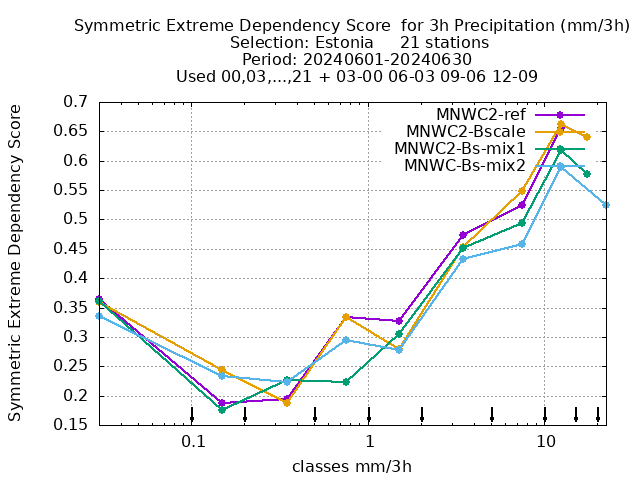 Symmetric Extreme Dependency Score for 3h Precipitation (mm/3h)
Selection: Estonia 21 stations
Period: 20240601-20240630
Used 00,03,...,21 + 03-00 06-03 09-06 12-09
Symmetric Extreme Dependency Score
0.7
0.65
0.6
0.55
0.5
0.45
0.4
0.35
0.3
0.25
0.2
0.15
MNWC2-ref
MNWC2-Bscale
MNWC2-Bs-mix1
MNWC-Bs-mix2
0.1 1 10
classes mm/3h